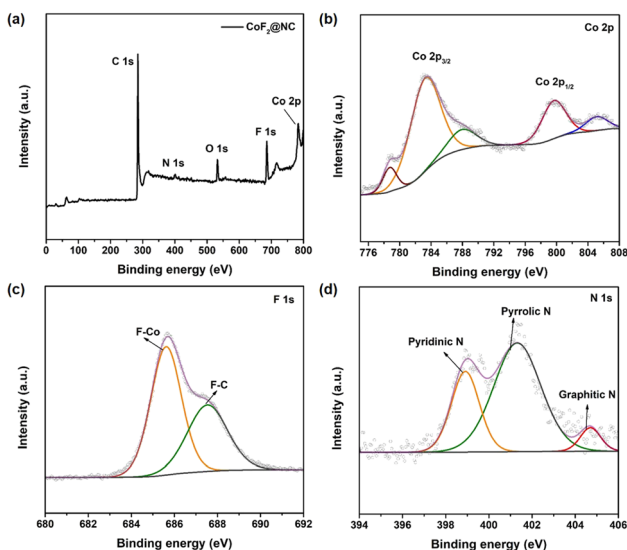 (a)
CoF₂@NC
C 1s
N 1s
O 1s
F 1s
Co 2p
Intensity (a.u.)
0 100 200 300 400 500 600 700 800
Binding energy (eV)
(b)
Co 2p
Co 2p₃/₂
Co 2p₁/₂
Intensity (a.u.)
776 780 784 788 792 796 800 804 808
Binding energy (eV)
(c)
F 1s
F-Co
F-C
Intensity (a.u.)
680 682 684 686 688 690 692
Binding energy (eV)
(d)
N 1s
Pyrrolic N
Pyridinic N
Graphitic N
Intensity (a.u.)
394 396 398 400 402 404 406
Binding energy (eV)